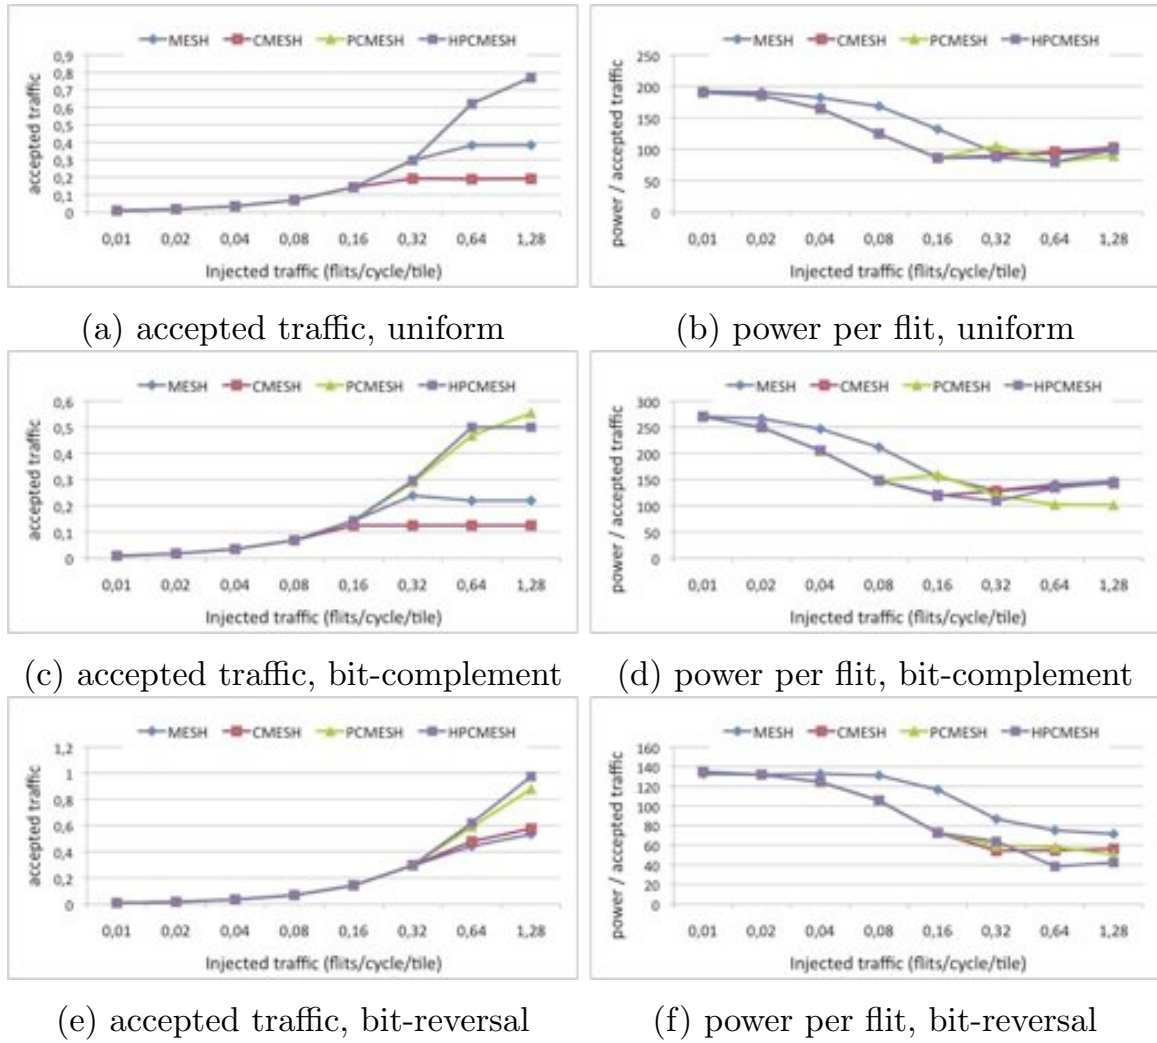 MESH CMESH PCMESH HPCMESH
accepted traffic
0,9
0,8
0,7
0,6
0,5
0,4
0,3
0,2
0,1
0
0,01 0,02 0,04 0,08 0,16 0,32 0,64 1,28
Injected traffic (flits/cycle/tile)
(a) accepted traffic, uniform
MESH CMESH PCMESH HPCMESH
power / accepted traffic
250
200
150
100
50
0
0,01 0,02 0,04 0,08 0,16 0,32 0,64 1,28
Injected traffic (flits/cycle/tile)
(b) power per flit, uniform
MESH CMESH PCMESH HPCMESH
accepted traffic
0,6
0,5
0,4
0,3
0,2
0,1
0
0,01 0,02 0,04 0,08 0,16 0,32 0,64 1,28
Injected traffic (flits/cycle/tile)
(c) accepted traffic, bit-complement
MESH CMESH PCMESH HPCMESH
power / accepted traffic
300
250
200
150
100
50
0
0,01 0,02 0,04 0,08 0,16 0,32 0,64 1,28
Injected traffic (flits/cycle/tile)
(d) power per flit, bit-complement
MESH CMESH PCMESH HPCMESH
accepted traffic
1,2
1
0,8
0,6
0,4
0,2
0
0,01 0,02 0,04 0,08 0,16 0,32 0,64 1,28
Injected traffic (flits/cycle/tile)
(e) accepted traffic, bit-reversal
MESH CMESH PCMESH HPCMESH
power / accepted traffic
160
140
120
100
80
60
40
20
0
0,01 0,02 0,04 0,08 0,16 0,32 0,64 1,28
Injected traffic (flits/cycle/tile)
(f) power per flit, bit-reversal